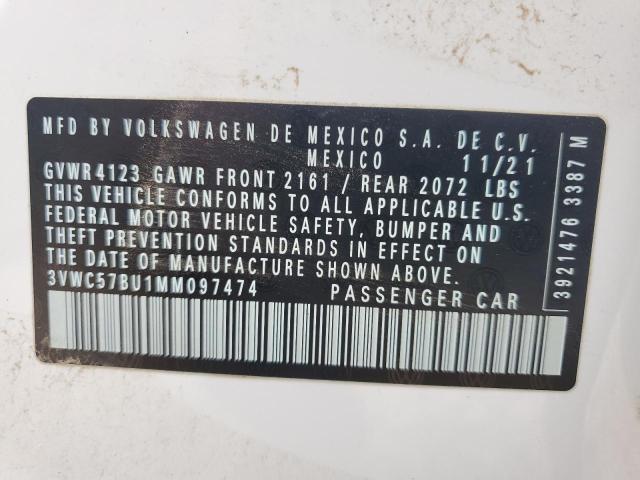 MFD BY VOLKSWAGEN DE MEXICO S.A. DE C.V.
MEXICO 11/21
GVWR4123 GAWR FRONT 2161 / REAR 2072 LBS
THIS VEHICLE CONFORMS TO ALL APPLICABLE U.S.
FEDERAL MOTOR VEHICLE SAFETY, BUMPER AND
THEFT PREVENTION STANDARDS IN EFFECT ON
THE DATE OF MANUFACTURE SHOWN ABOVE.
3VWC57BU1MM097474 PASSENGER CAR
3921476 3387 M